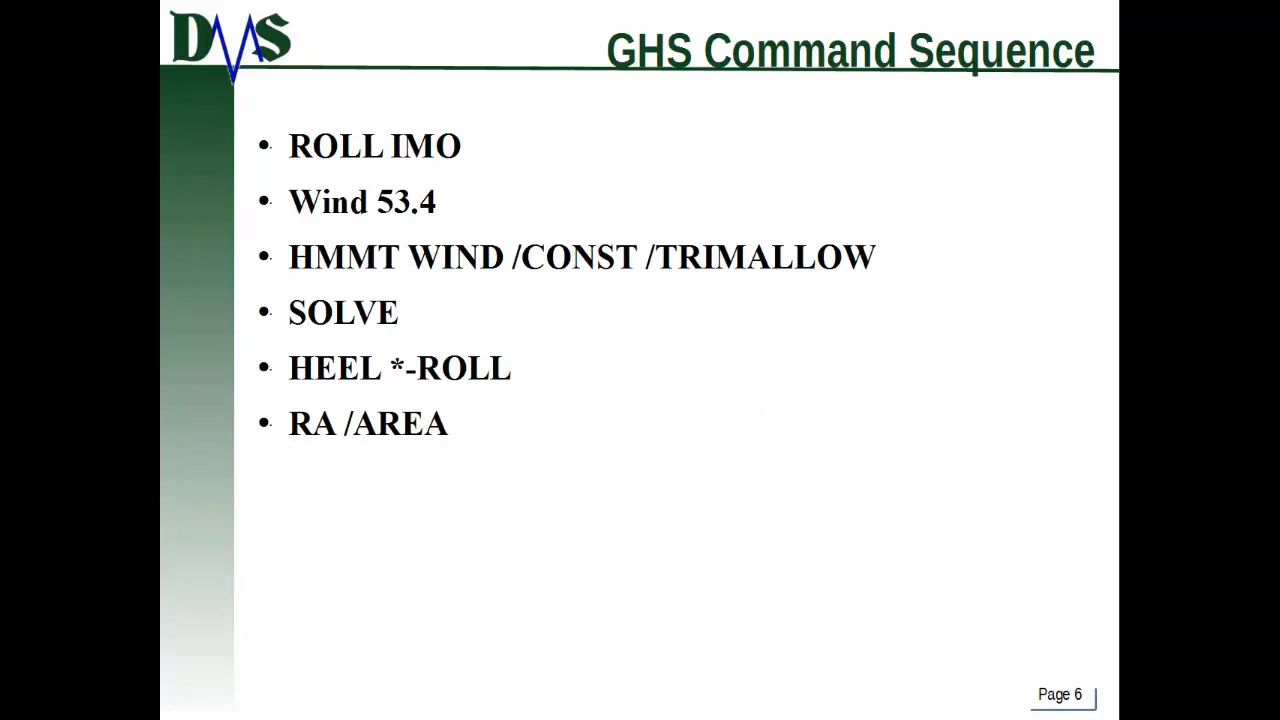 DMS
GHS Command Sequence
• ROLL IMO
• Wind 53.4
• HMMT WIND /CONST /TRIMALLOW
• SOLVE
• HEEL *-ROLL
• RA /AREA
Page 6